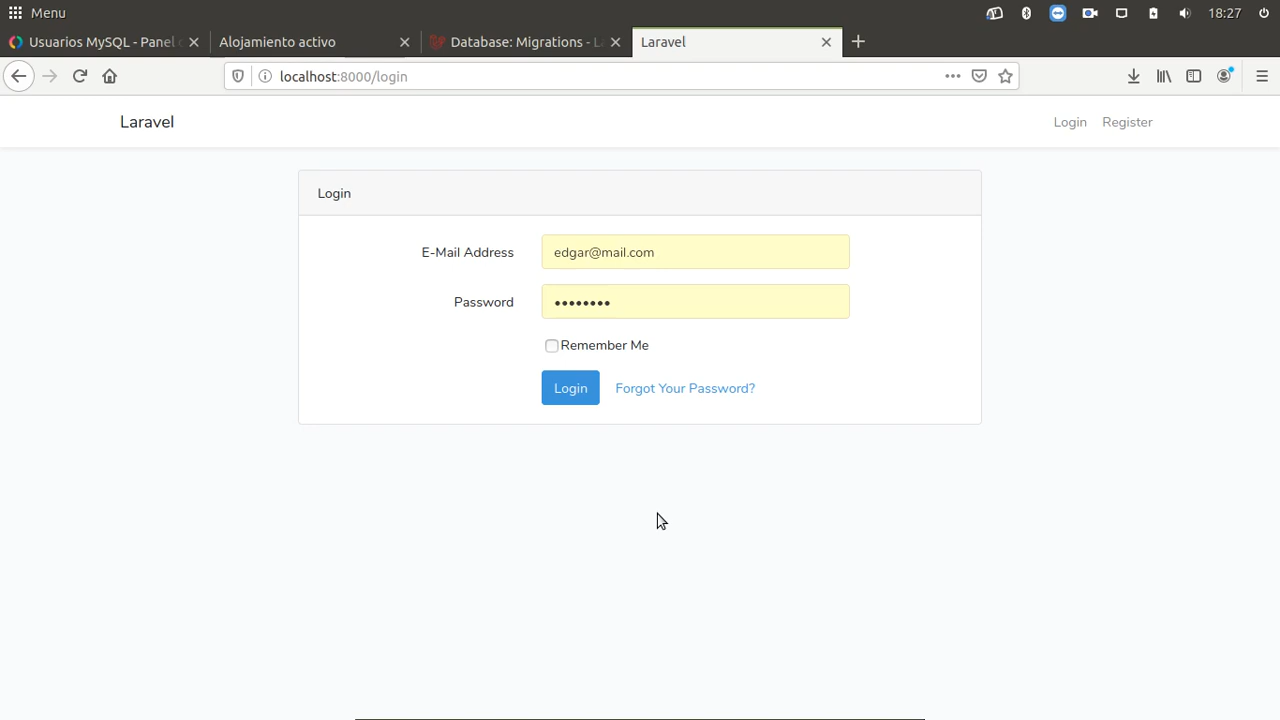 Menu 18:27
Usuarios MySQL - Panel Alojamiento activo Database: Migrations - Laravel
localhost:8000/login
Laravel Login Register
Login
E-Mail Address edgar@mail.com
Password ••••••••
Remember Me
Login Forgot Your Password?